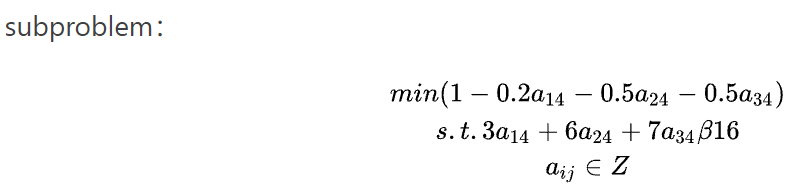 subproblem：
min(1 − 0.2a₁₄ − 0.5a₂₄ − 0.5a₃₄)
s.t.3a₁₄ + 6a₂₄ + 7a₃₄β16
aᵢⱼ ∈ Z